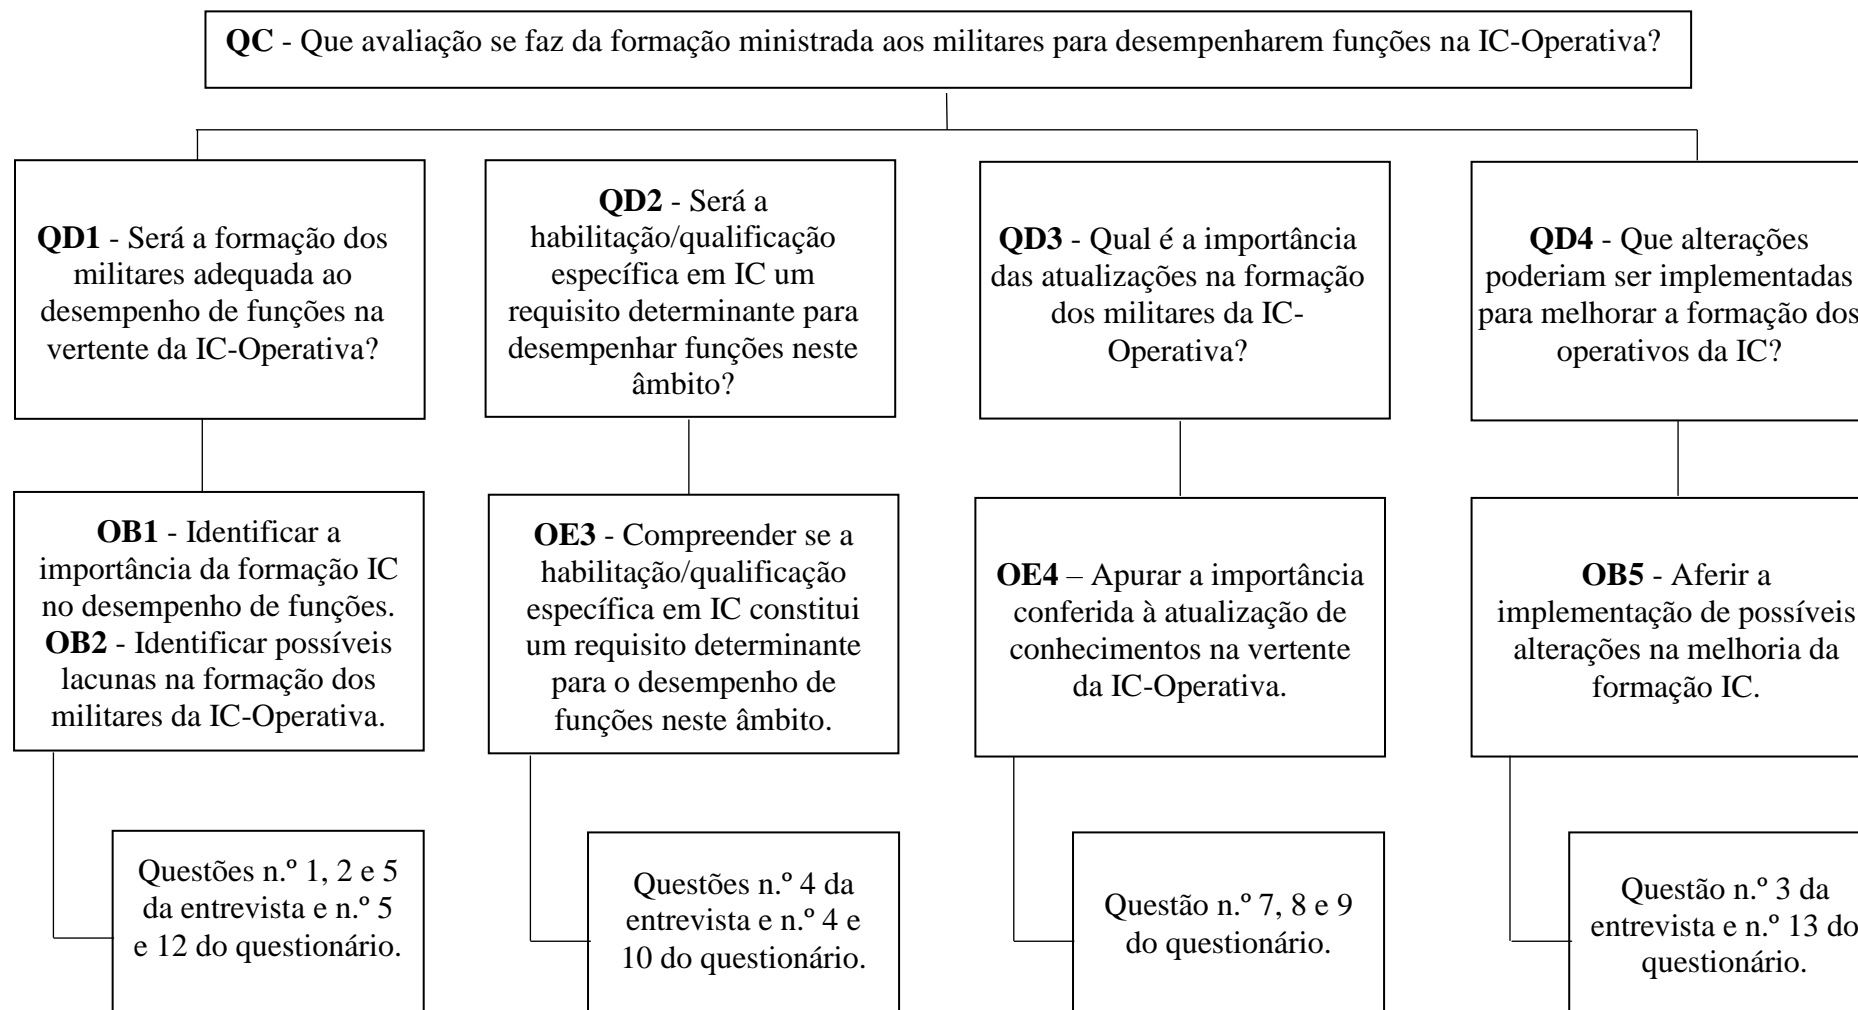 QC - Que avaliação se faz da formação ministrada aos militares para desempenharem funções na IC-Operativa?
QD1 - Será a formação dos
militares adequada ao
desempenho de funções na
vertente da IC-Operativa?
QD2 - Será a
habilitação/qualificação
específica em IC um
requisito determinante para
desempenhar funções neste
âmbito?
QD3 - Qual é a importância
das atualizações na formação
dos militares da IC-
Operativa?
QD4 - Que alterações
poderiam ser implementadas
para melhorar a formação dos
operativos da IC?
OB1 - Identificar a
importância da formação IC
no desempenho de funções.
OB2 - Identificar possíveis
lacunas na formação dos
militares da IC-Operativa.
OE3 - Compreender se a
habilitação/qualificação
específica em IC constitui
um requisito determinante
para o desempenho de
funções neste âmbito.
OE4 – Apurar a importância
conferida à atualização de
conhecimentos na vertente
da IC-Operativa.
OB5 - Aferir a
implementação de possíveis
alterações na melhoria da
formação IC.
Questões n.º 1, 2 e 5
da entrevista e n.º 5
e 12 do questionário.
Questões n.º 4 da
entrevista e n.º 4 e
10 do questionário.
Questão n.º 7, 8 e 9
do questionário.
Questão n.º 3 da
entrevista e n.º 13 do
questionário.